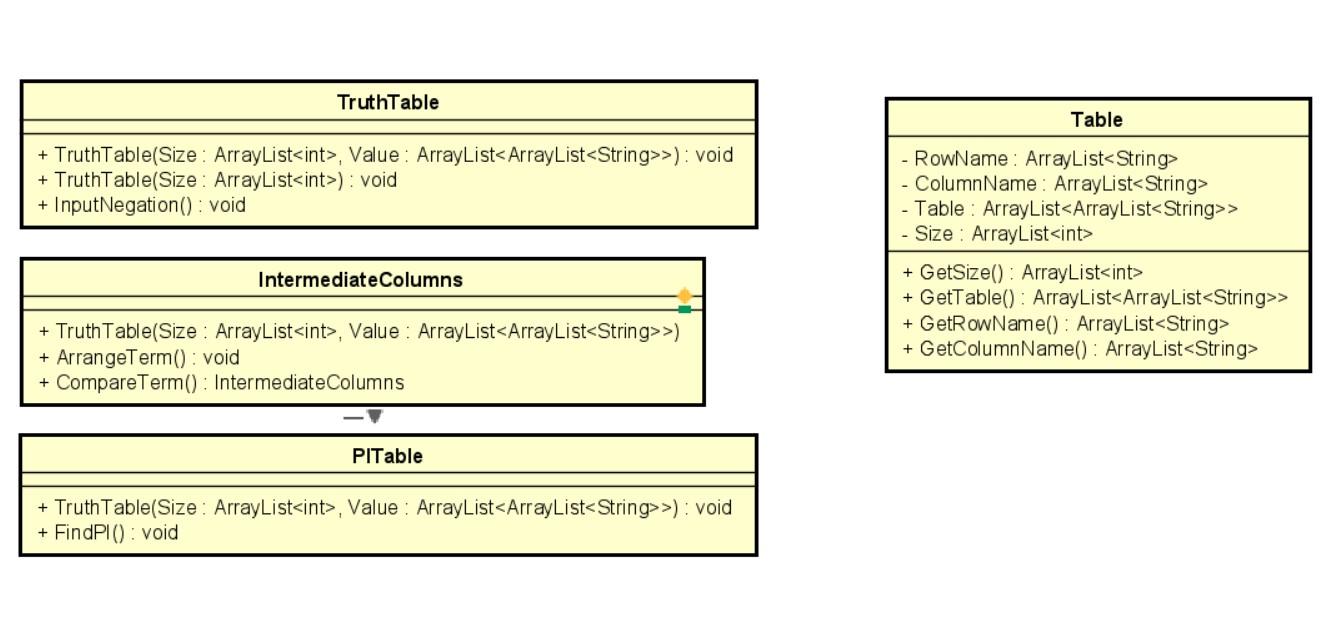 TruthTable
+ TruthTable(Size : ArrayList<int>, Value : ArrayList<ArrayList<String>>) : void
+ TruthTable(Size : ArrayList<int>) : void
+ InputNegation() : void
IntermediateColumns
+ TruthTable(Size : ArrayList<int>, Value : ArrayList<ArrayList<String>>)
+ ArrangeTerm() : void
+ CompareTerm() : IntermediateColumns
PITable
+ TruthTable(Size : ArrayList<int>, Value : ArrayList<ArrayList<String>>) : void
+ FindPI() : void
Table
- RowName : ArrayList<String>
- ColumnName : ArrayList<String>
- Table : ArrayList<ArrayList<String>>
- Size : ArrayList<int>
+ GetSize() : ArrayList<int>
+ GetTable() : ArrayList<ArrayList<String>>
+ GetRowName() : ArrayList<String>
+ GetColumnName() : ArrayList<String>